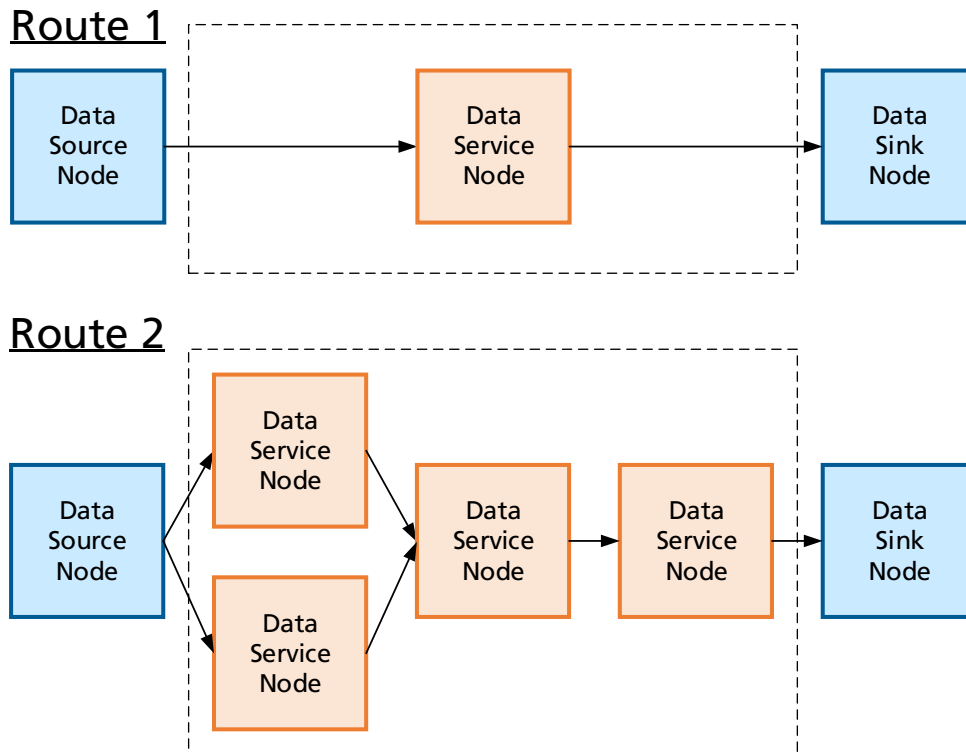 Route 1
Data
Source
Node
Data
Service
Node
Data
Sink
Node
Route 2
Data
Source
Node
Data
Service
Node
Data
Service
Node
Data
Service
Node
Data
Service
Node
Data
Sink
Node